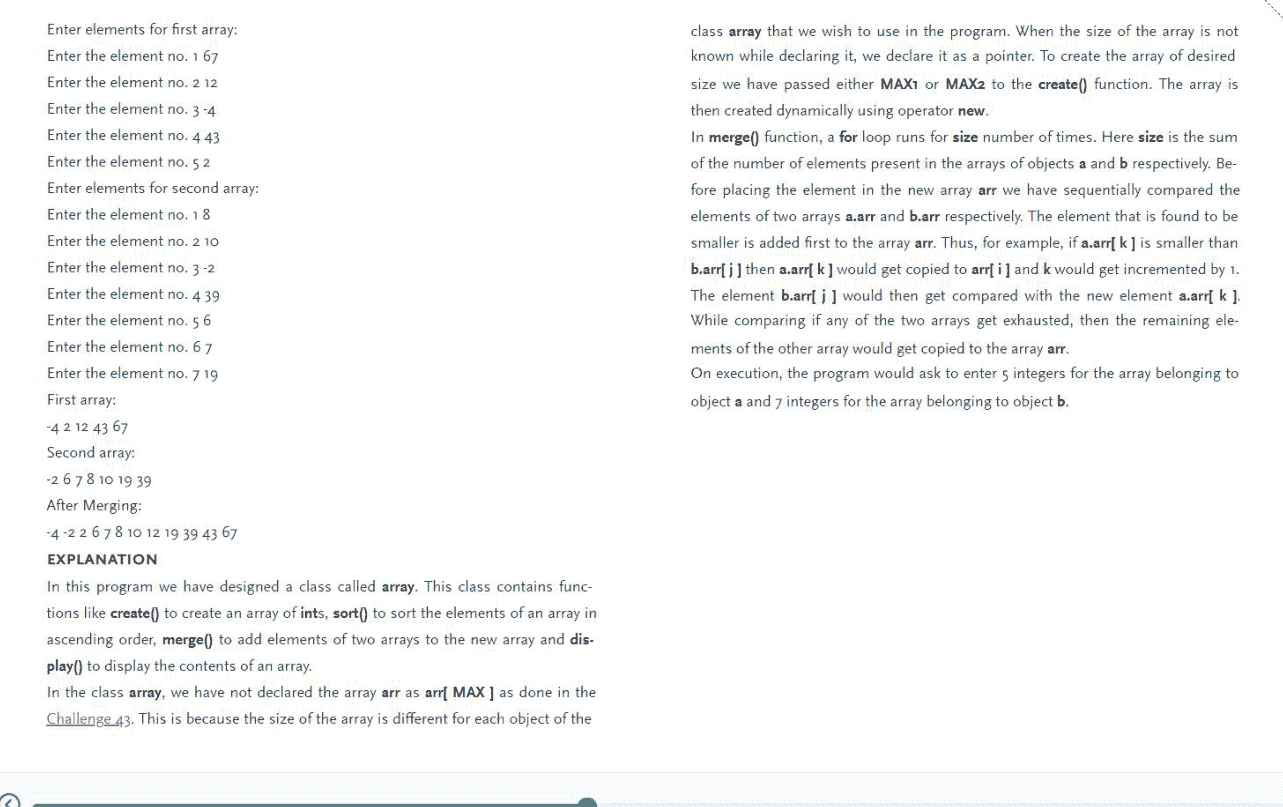 Enter elements for first array:
Enter the element no. 1 67
Enter the element no. 2 12
Enter the element no. 3 -4
Enter the element no. 4 43
Enter the element no. 5 2
Enter elements for second array:
Enter the element no. 1 8
Enter the element no. 2 10
Enter the element no. 3 -2
Enter the element no. 4 39
Enter the element no. 5 6
Enter the element no. 6 7
Enter the element no. 7 19
First array:
-4 2 12 43 67
Second array:
-2 6 7 8 10 19 39
After Merging:
-4 -2 2 6 7 8 10 12 19 39 43 67
EXPLANATION
In this program we have designed a class called array. This class contains func-
tions like create() to create an array of ints, sort() to sort the elements of an array in
ascending order, merge() to add elements of two arrays to the new array and dis-
play() to display the contents of an array.
In the class array, we have not declared the array arr as arr[ MAX ] as done in the
Challenge 43. This is because the size of the array is different for each object of the
class array that we wish to use in the program. When the size of the array is not
known while declaring it, we declare it as a pointer. To create the array of desired
size we have passed either MAX1 or MAX2 to the create() function. The array is
then created dynamically using operator new.
In merge() function, a for loop runs for size number of times. Here size is the sum
of the number of elements present in the arrays of objects a and b respectively. Be-
fore placing the element in the new array arr we have sequentially compared the
elements of two arrays a.arr and b.arr respectively. The element that is found to be
smaller is added first to the array arr. Thus, for example, if a.arr[ k ] is smaller than
b.arr[ j ] then a.arr[ k ] would get copied to arr[ i ] and k would get incremented by 1.
The element b.arr[ j ] would then get compared with the new element a.arr[ k ].
While comparing if any of the two arrays get exhausted, then the remaining ele-
ments of the other array would get copied to the array arr.
On execution, the program would ask to enter 5 integers for the array belonging to
object a and 7 integers for the array belonging to object b.